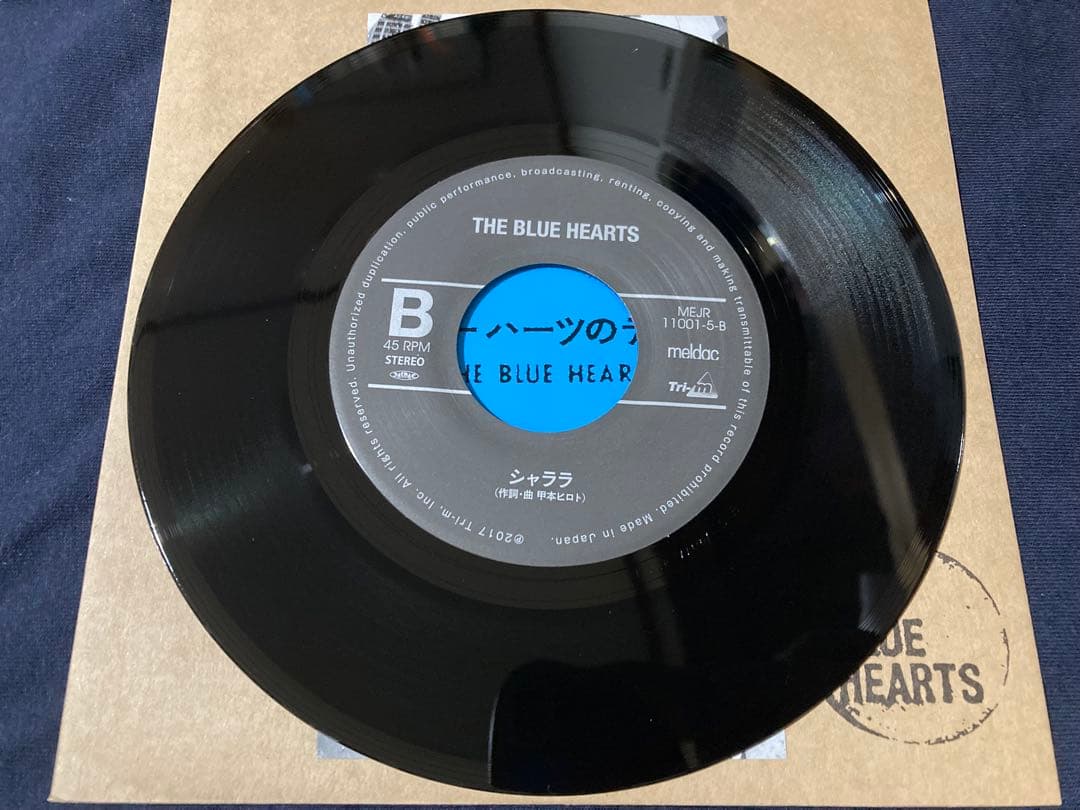 THE BLUE HEARTS
B
45 RPM
STEREO
MEJR
11001-5-B
meldac
Tri-m
ーハーツの
HE BLUE HEAR
シャララ
(作詞・曲 甲本ヒロト)
℗2017 Tri-m, Inc. All rights reserved. Unauthorized duplication, public performance, broadcasting, renting, copying and making transmittable of this record prohibited. Made in Japan.
UE
HEARTS